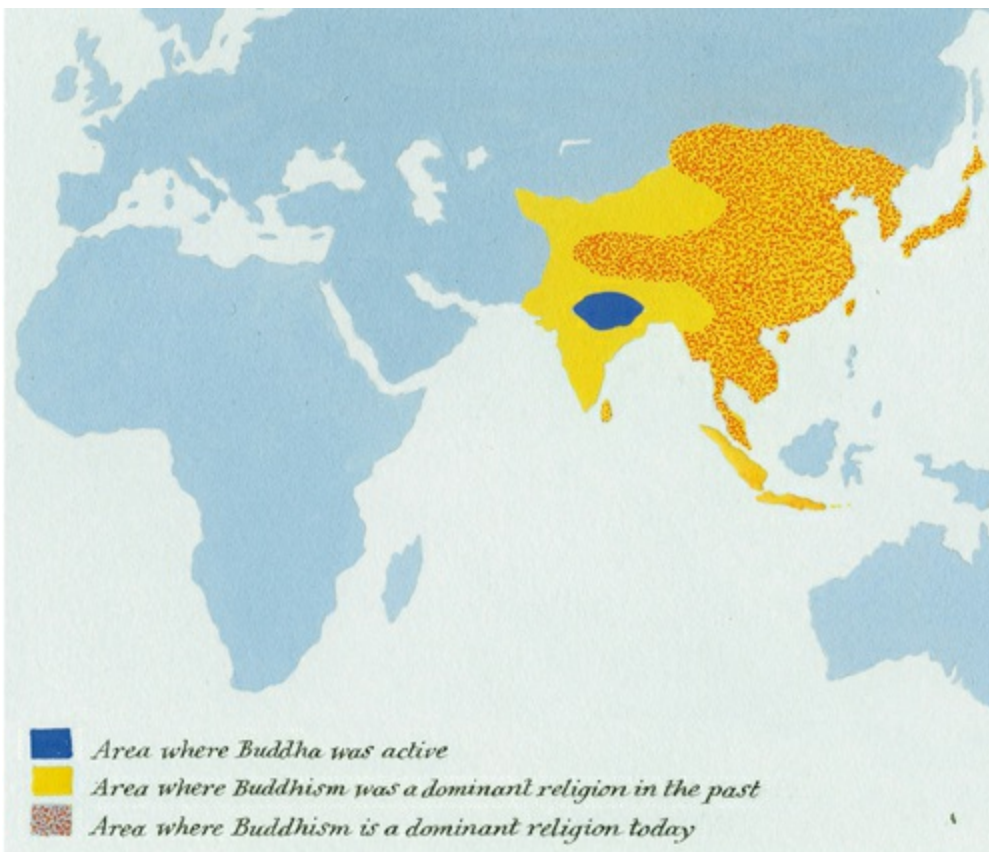 Area where Buddha was active
Area where Buddhism was a dominant religion in the past
Area where Buddhism is a dominant religion today